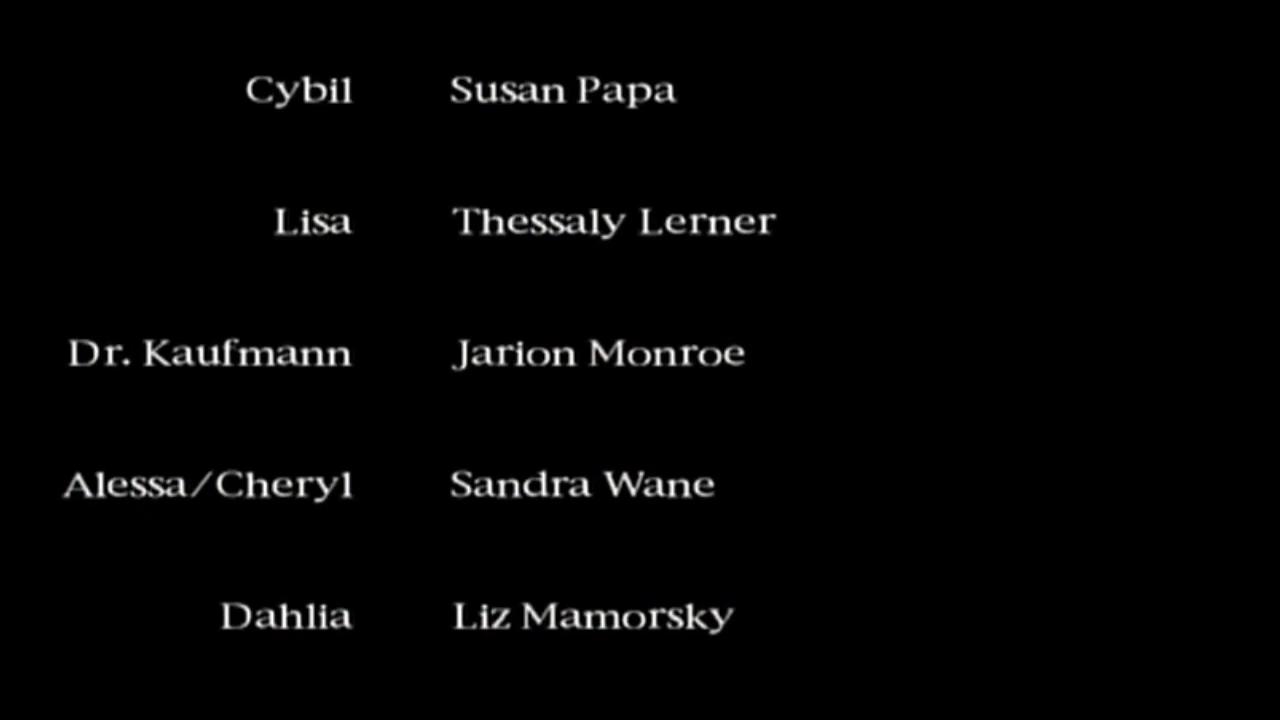 Cybil Susan Papa
Lisa Thessaly Lerner
Dr. Kaufmann Jarion Monroe
Alessa/Cheryl Sandra Wane
Dahlia Liz Mamorsky